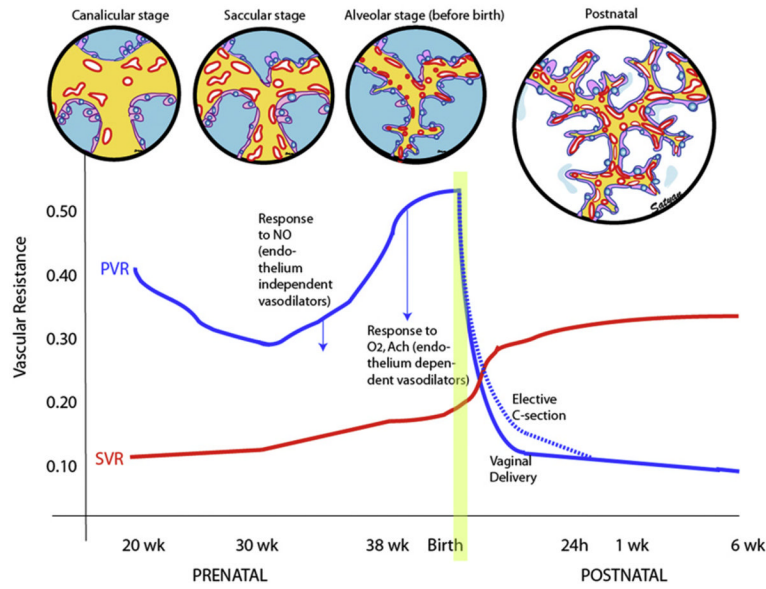 Canalicular stage
Saccular stage
Alveolar stage (before birth)
Postnatal
Satyan
Vascular Resistance
0.50
0.40
0.30
0.20
0.10
PVR
SVR
Response
to NO
(endo-
thelium
independent
vasodilators)
Response to
O2, Ach (endo-
thelium depen-
dent vasodilators)
Elective
C-section
Vaginal
Delivery
20 wk
30 wk
38 wk
Birth
24h
1 wk
6 wk
PRENATAL
POSTNATAL